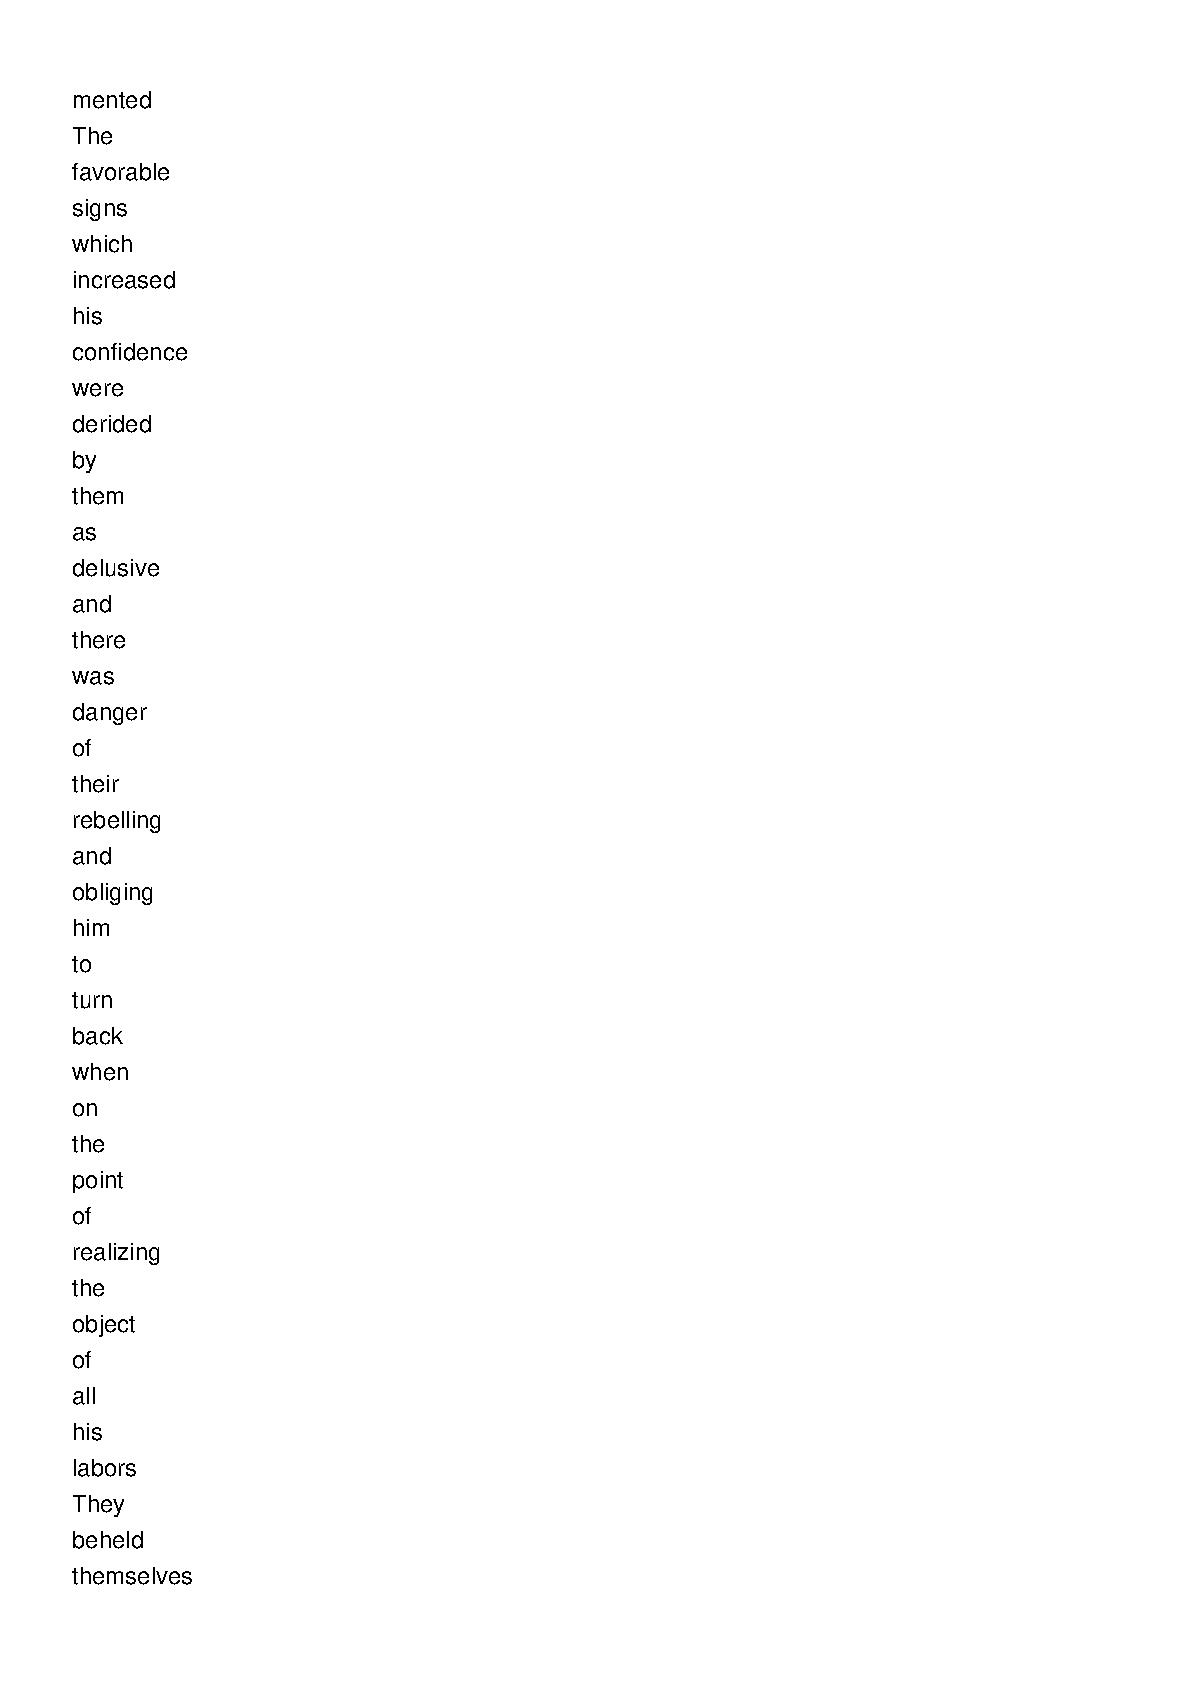 mented
The
favorable
signs
which
increased
his
confidence
were
derided
by
them
as
delusive
and
there
was
danger
of
their
rebelling
and
obliging
him
to
turn
back
when
on
the
point
of
realizing
the
object
of
all
his
labors
They
beheld
themselves